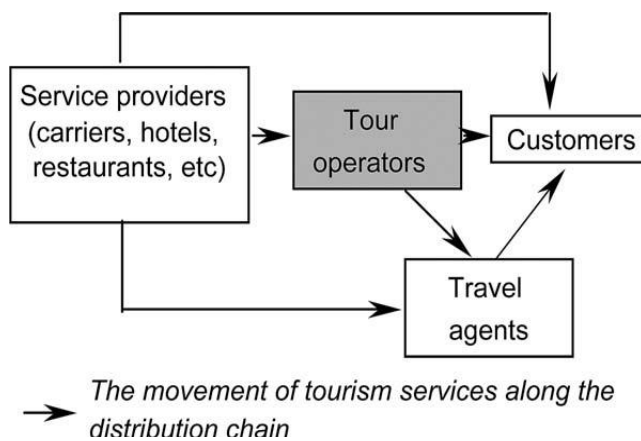 Service providers
(carriers, hotels,
restaurants, etc)
Tour
operators
Customers
Travel
agents
The movement of tourism services along the
distribution chain